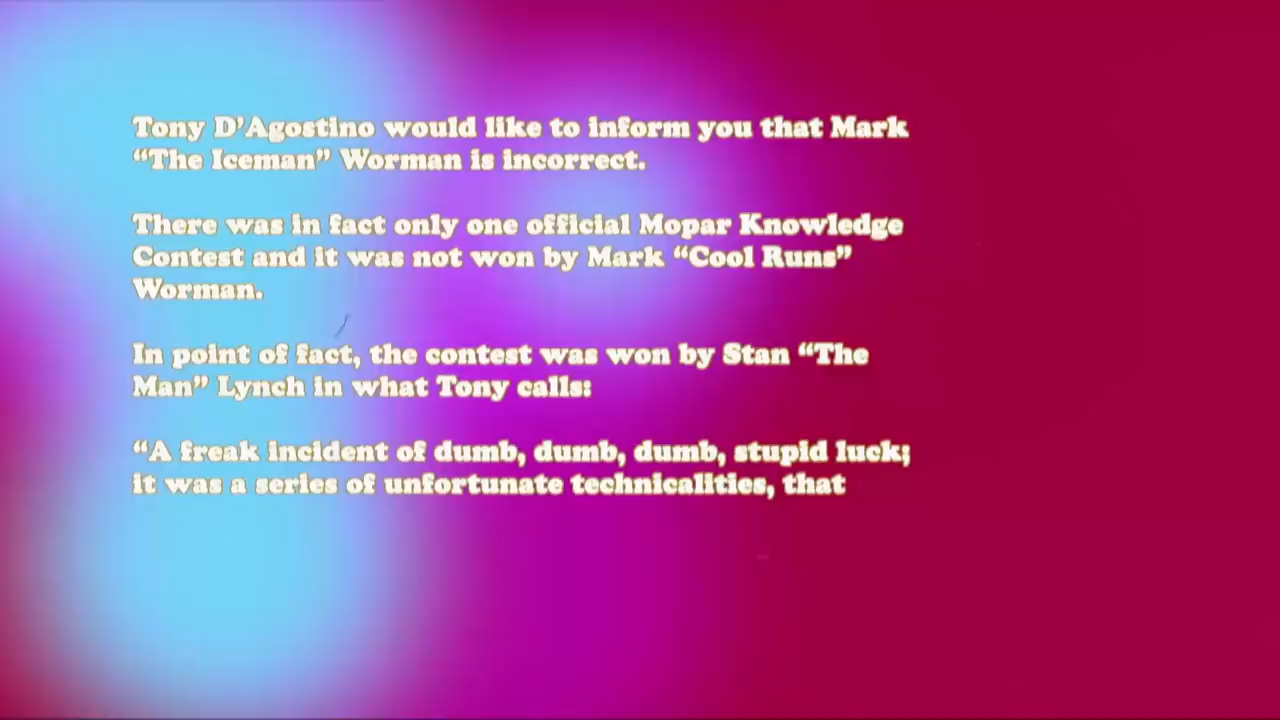 Tony D’Agostino would like to inform you that Mark
“The Iceman” Worman is incorrect.
There was in fact only one official Mopar Knowledge
Contest and it was not won by Mark “Cool Runs”
Worman.
In point of fact, the contest was won by Stan “The
Man” Lynch in what Tony calls:
“A freak incident of dumb, dumb, dumb, stupid luck;
it was a series of unfortunate technicalities, that